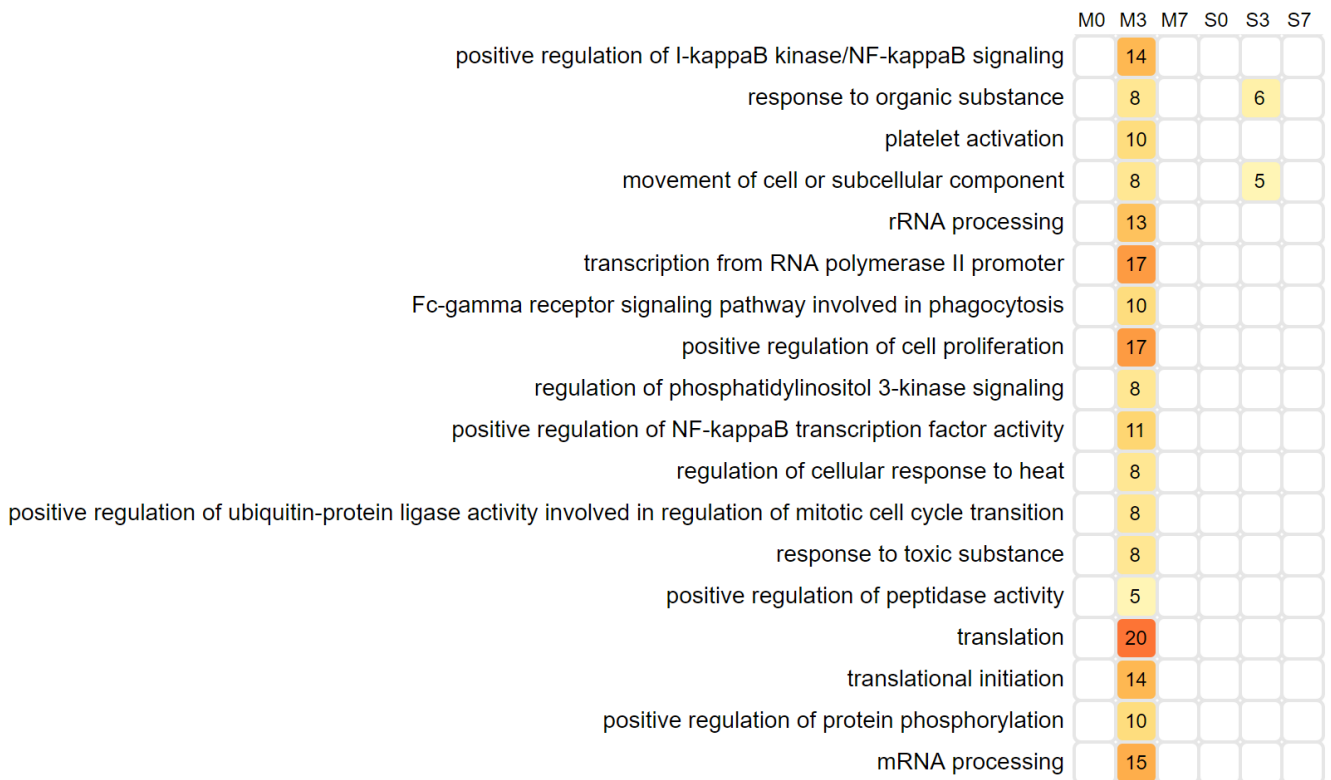 M0 M3 M7 S0 S3 S7
positive regulation of I-kappaB kinase/NF-kappaB signaling 14
response to organic substance 8 6
platelet activation 10
movement of cell or subcellular component 8 5
rRNA processing 13
transcription from RNA polymerase II promoter 17
Fc-gamma receptor signaling pathway involved in phagocytosis 10
positive regulation of cell proliferation 17
regulation of phosphatidylinositol 3-kinase signaling 8
positive regulation of NF-kappaB transcription factor activity 11
regulation of cellular response to heat 8
positive regulation of ubiquitin-protein ligase activity involved in regulation of mitotic cell cycle transition 8
response to toxic substance 8
positive regulation of peptidase activity 5
translation 20
translational initiation 14
positive regulation of protein phosphorylation 10
mRNA processing 15